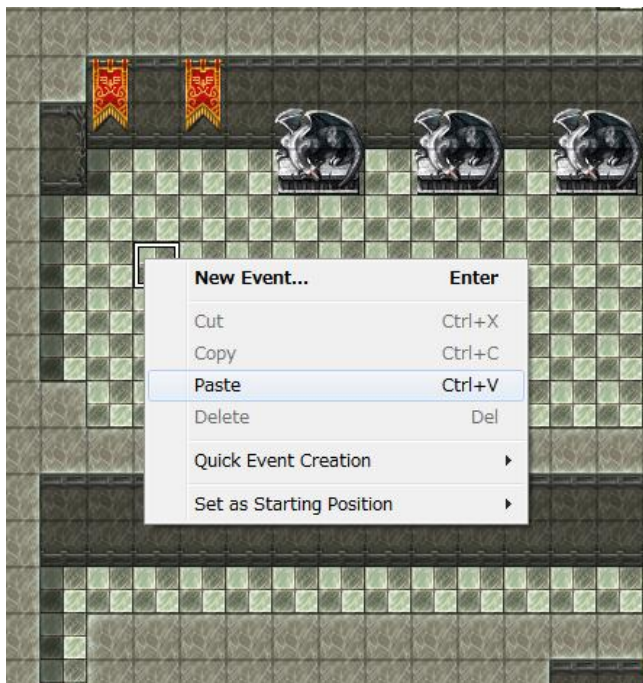 New Event... Enter
Cut Ctrl+X
Copy Ctrl+C
Paste Ctrl+V
Delete Del
Quick Event Creation
Set as Starting Position